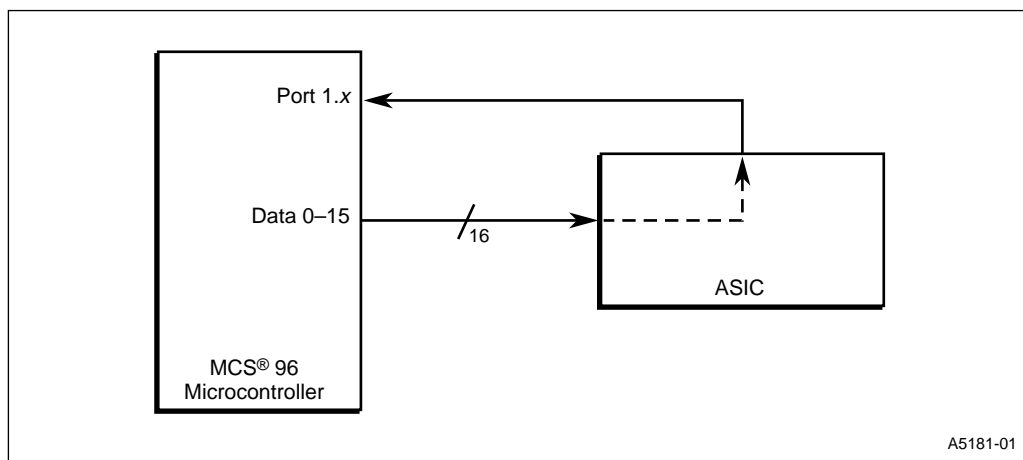 Port 1.x
Data 0–15
16
ASIC
MCS® 96
Microcontroller
A5181-01